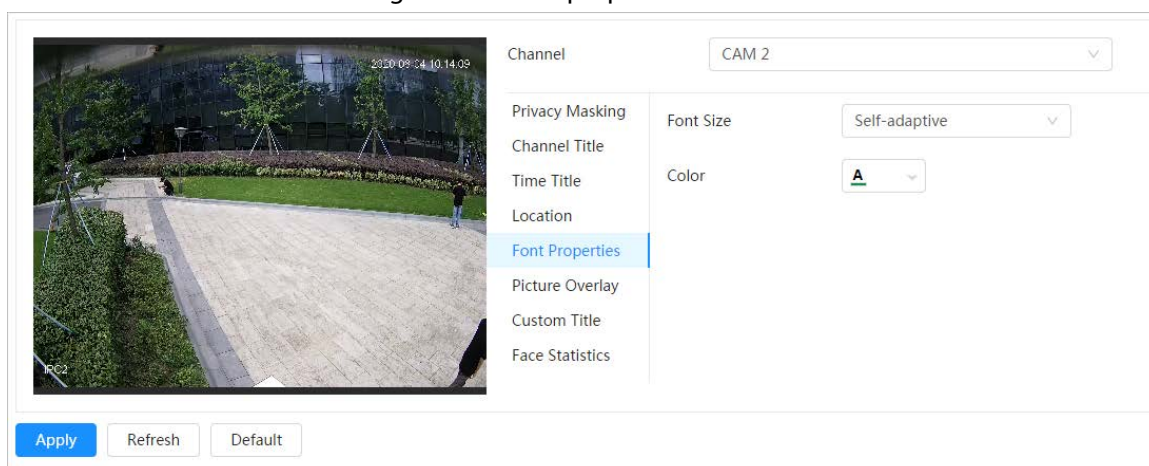 Channel
CAM 2
2020-09-04 10:14:09
Privacy Masking
Font Size
Self-adaptive
Channel Title
Time Title
Color
A
Location
Font Properties
Picture Overlay
Custom Title
Face Statistics
IPC2
Apply
Refresh
Default